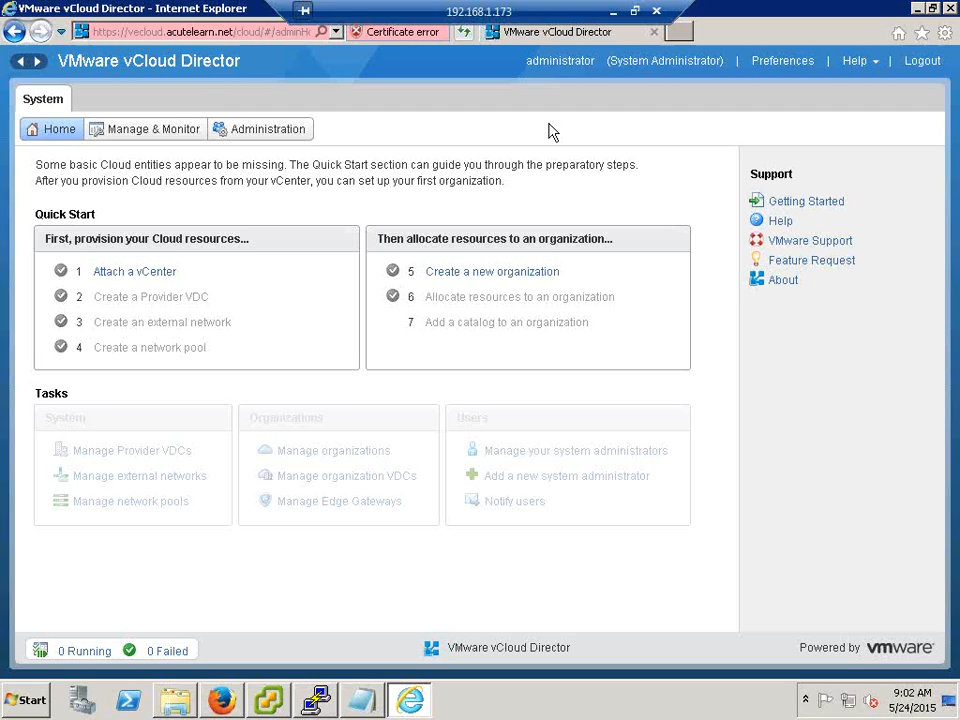 VMware vCloud Director - Internet Explorer
192.168.1.173
https://vecloud.acutelearn.net/cloud/#/adminH
Certificate error
VMware vCloud Director
VMware vCloud Director
administrator (System Administrator) | Preferences | Help | Logout
System
Home
Manage & Monitor
Administration
Some basic Cloud entities appear to be missing. The Quick Start section can guide you through the preparatory steps.
After you provision Cloud resources from your vCenter, you can set up your first organization.
Quick Start
First, provision your Cloud resources...
1 Attach a vCenter
2 Create a Provider VDC
3 Create an external network
4 Create a network pool
Then allocate resources to an organization...
5 Create a new organization
6 Allocate resources to an organization
7 Add a catalog to an organization
Tasks
System
Manage Provider VDCs
Manage external networks
Manage network pools
Organizations
Manage organizations
Manage organization VDCs
Manage Edge Gateways
Users
Manage your system administrators
Add a new system administrator
Notify users
Support
Getting Started
Help
VMware Support
Feature Request
About
0 Running 0 Failed
VMware vCloud Director
Powered by vmware
Start
9:02 AM
5/24/2015